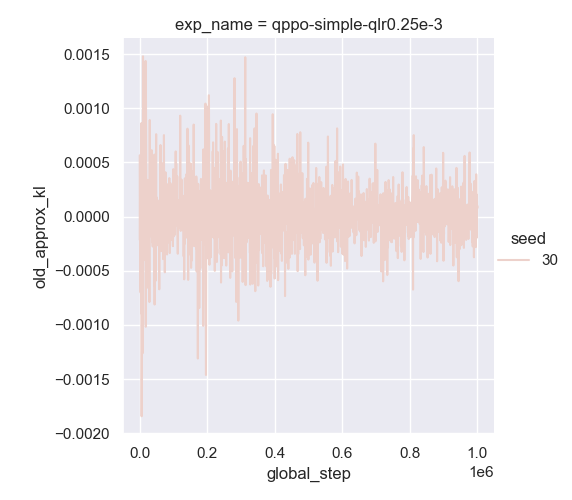 exp_name = qppo-simple-qlr0.25e-3
0.0015
0.0010
0.0005
0.0000
−0.0005
−0.0010
−0.0015
−0.0020
old_approx_kl
seed
30
0.0 0.2 0.4 0.6 0.8 1.0
1e6
global_step